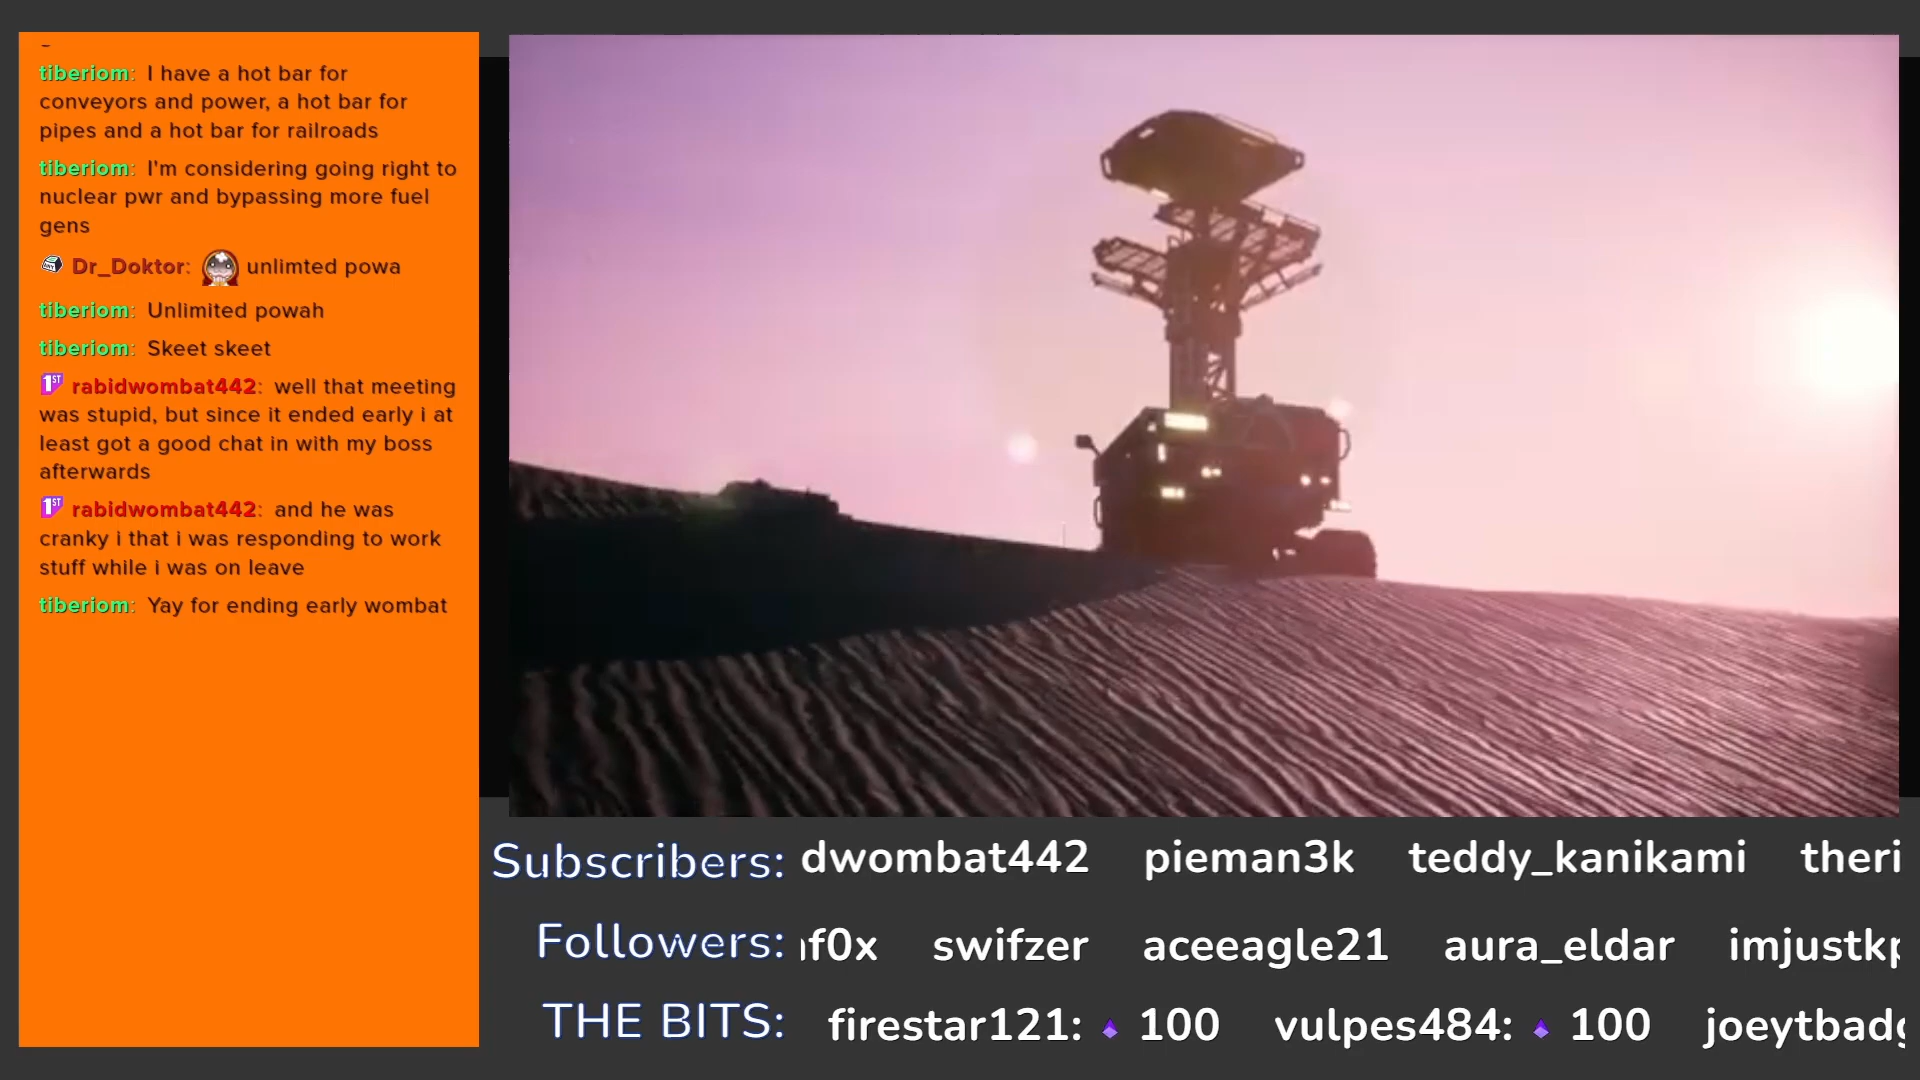 tiberiom: I have a hot bar for
conveyors and power, a hot bar for
pipes and a hot bar for railroads
tiberiom: I'm considering going right to
nuclear pwr and bypassing more fuel
gens
Dr_Doktor: unlimted powa
tiberiom: Unlimited powah
tiberiom: Skeet skeet
1ST rabidwombat442: well that meeting
was stupid, but since it ended early i at
least got a good chat in with my boss
afterwards
1ST rabidwombat442: and he was
cranky i that i was responding to work
stuff while i was on leave
tiberiom: Yay for ending early wombat
Subscribers: dwombat442 pieman3k teddy_kanikami theri
Followers: f0x swifzer aceeagle21 aura_eldar imjustkp
THE BITS: firestar121: 100 vulpes484: 100 joeytbadg